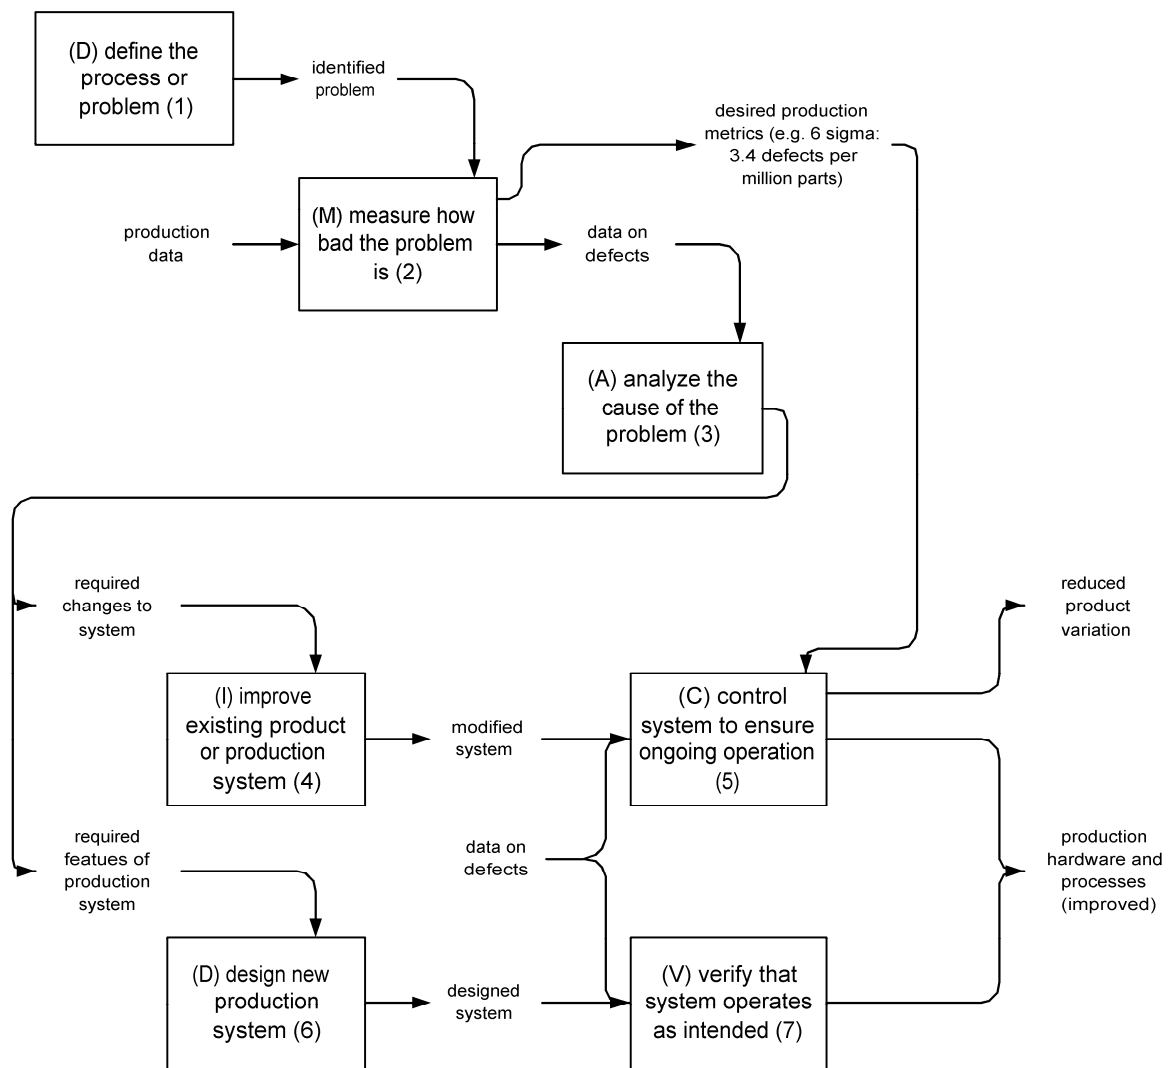 (D) define the
process or
problem (1)
identified
problem
desired production
metrics (e.g. 6 sigma:
3.4 defects per
million parts)
production
data
(M) measure how
bad the problem
is (2)
data on
defects
(A) analyze the
cause of the
problem (3)
required
changes to
system
reduced
product
variation
(I) improve
existing product
or production
system (4)
modified
system
(C) control
system to ensure
ongoing operation
(5)
required
featues of
production
system
data on
defects
production
hardware and
processes
(improved)
(D) design new
production
system (6)
designed
system
(V) verify that
system operates
as intended (7)